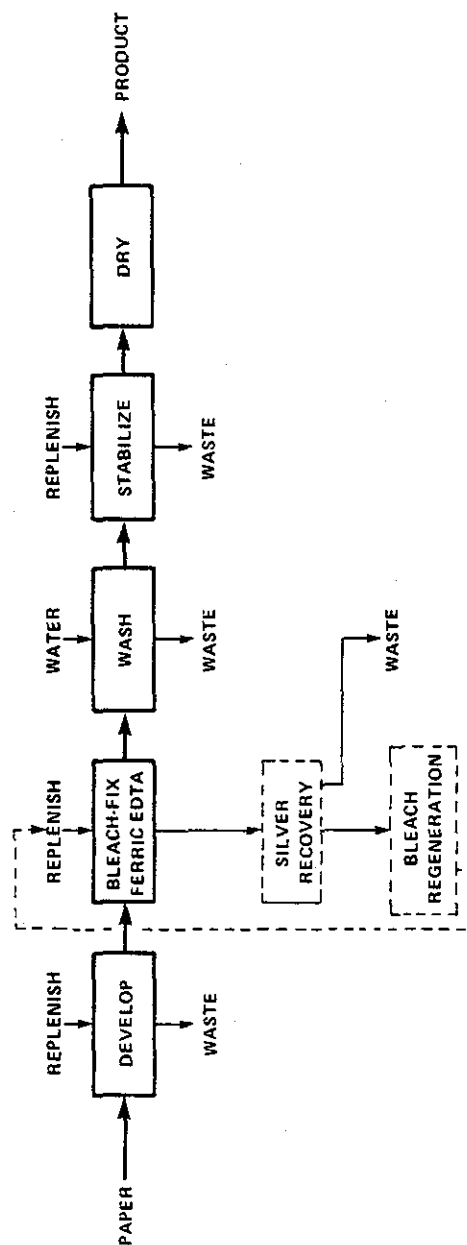 PAPER
REPLENISH
DEVELOP
WASTE
REPLENISH
BLEACH-FIX
FERRIC EDTA
SILVER
RECOVERY
WASTE
BLEACH
REGENERATION
WATER
WASH
WASTE
REPLENISH
STABILIZE
WASTE
DRY
PRODUCT